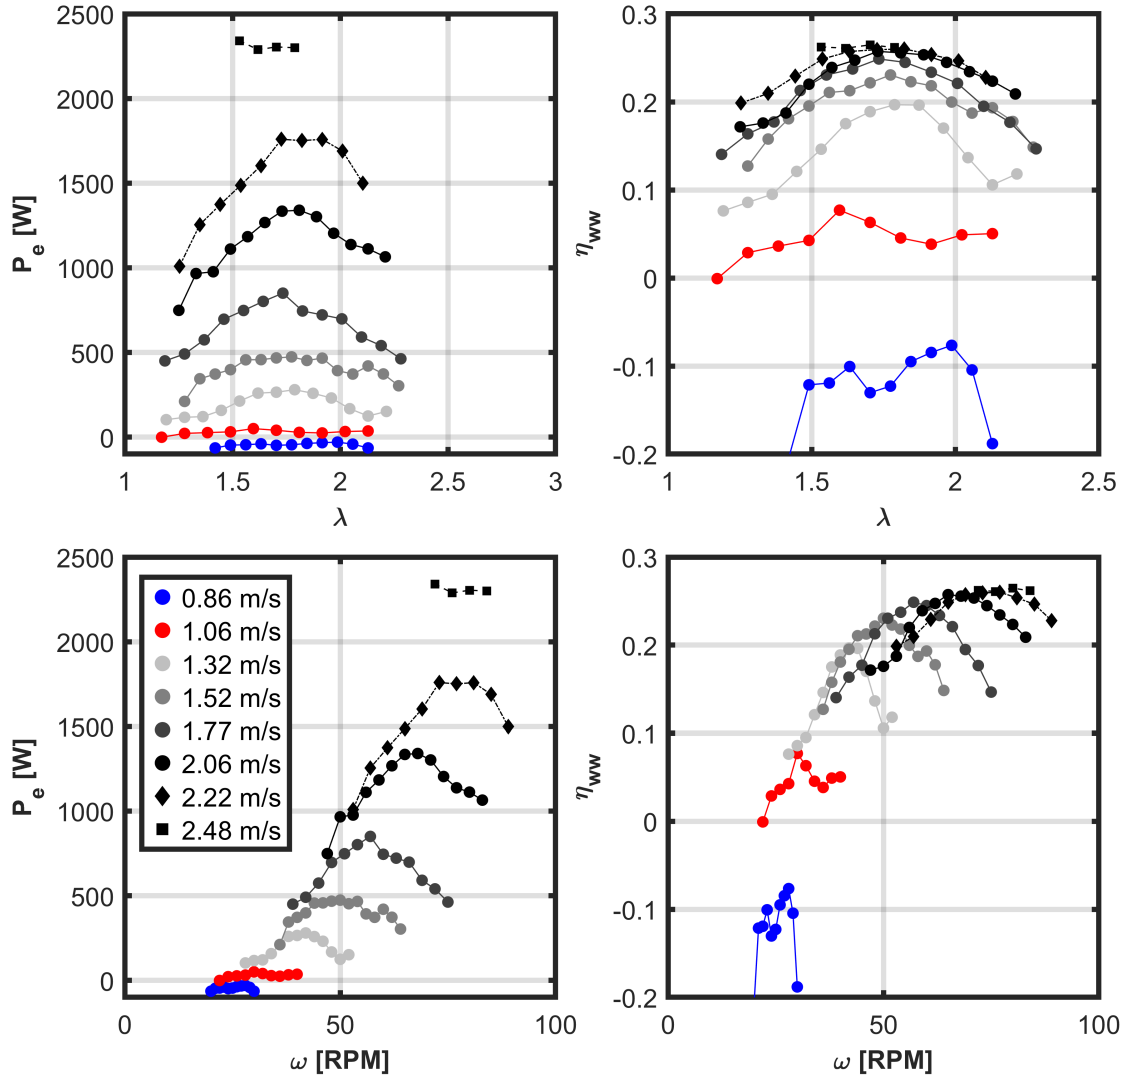 2500
2000
1500
1000
500
0
P_e [W]
1 1.5 2 2.5 3
λ
0.3
0.2
0.1
0
-0.1
-0.2
η_ww
1 1.5 2 2.5
λ
2500
2000
1500
1000
500
0
P_e [W]
0.86 m/s
1.06 m/s
1.32 m/s
1.52 m/s
1.77 m/s
2.06 m/s
2.22 m/s
2.48 m/s
0 50 100
ω [RPM]
0.3
0.2
0.1
0
-0.1
-0.2
η_ww
0 50 100
ω [RPM]